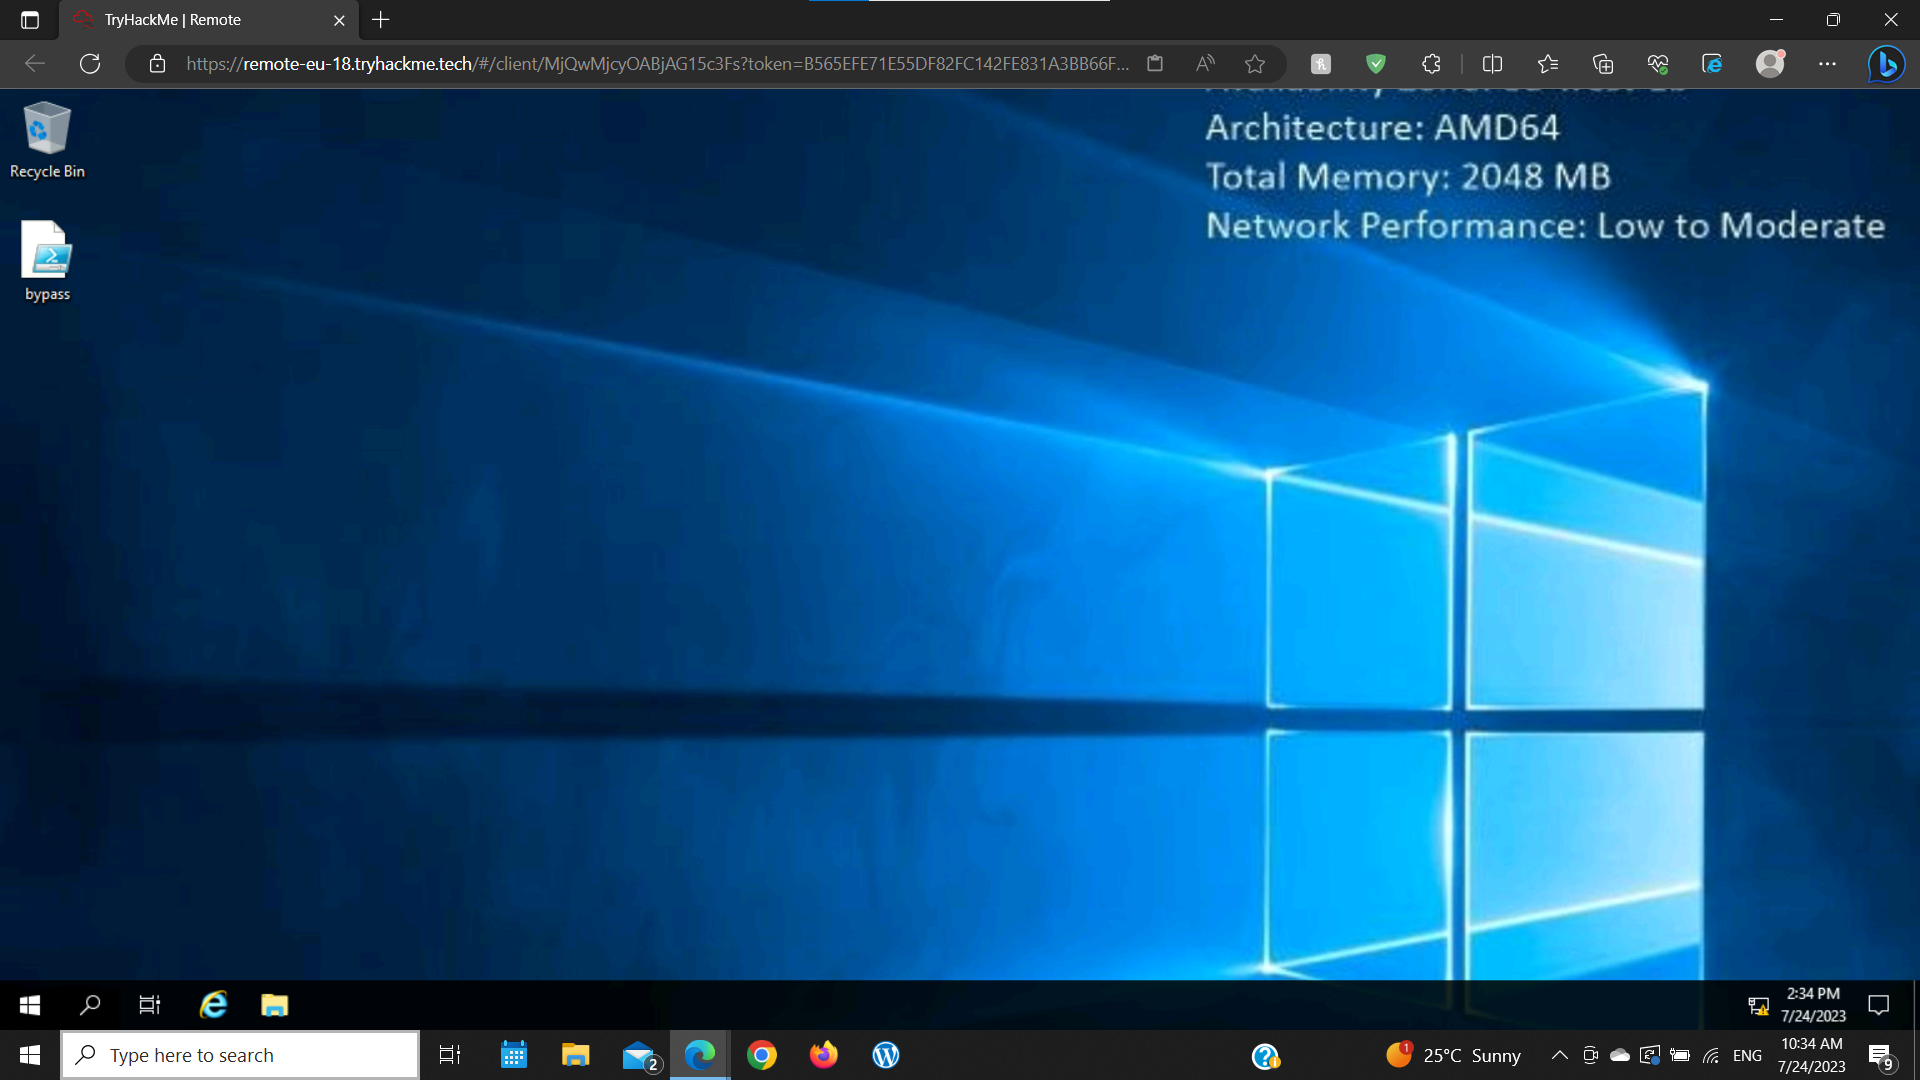 TryHackMe | Remote
https://remote-eu-18.tryhackme.tech/#/client/MjQwMjcyOABjAG15c3Fs?token=B565EFE71E55DF82FC142FE831A3BB66F...
Architecture: AMD64
Total Memory: 2048 MB
Network Performance: Low to Moderate
Recycle Bin
bypass
2:34 PM
7/24/2023
Type here to search
2
1
25°C Sunny
ENG
10:34 AM
7/24/2023
9